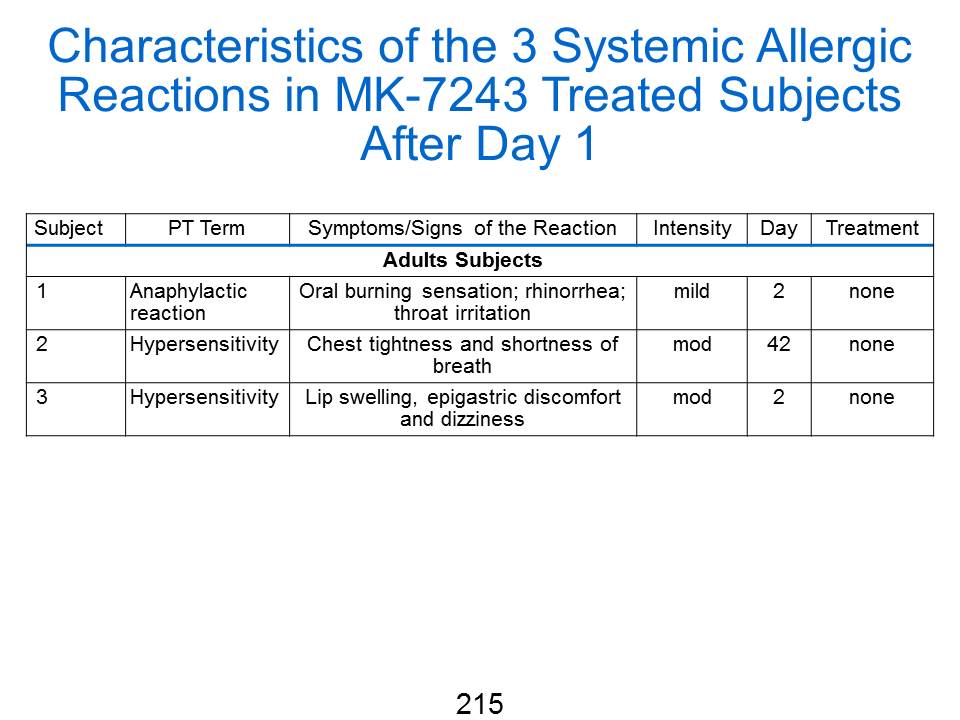 Characteristics of the 3 Systemic Allergic
Reactions in MK-7243 Treated Subjects
After Day 1
Subject PT Term Symptoms/Signs of the Reaction Intensity Day Treatment
Adults Subjects
1 Anaphylactic reaction Oral burning sensation; rhinorrhea; throat irritation mild 2 none
2 Hypersensitivity Chest tightness and shortness of breath mod 42 none
3 Hypersensitivity Lip swelling, epigastric discomfort and dizziness mod 2 none
215